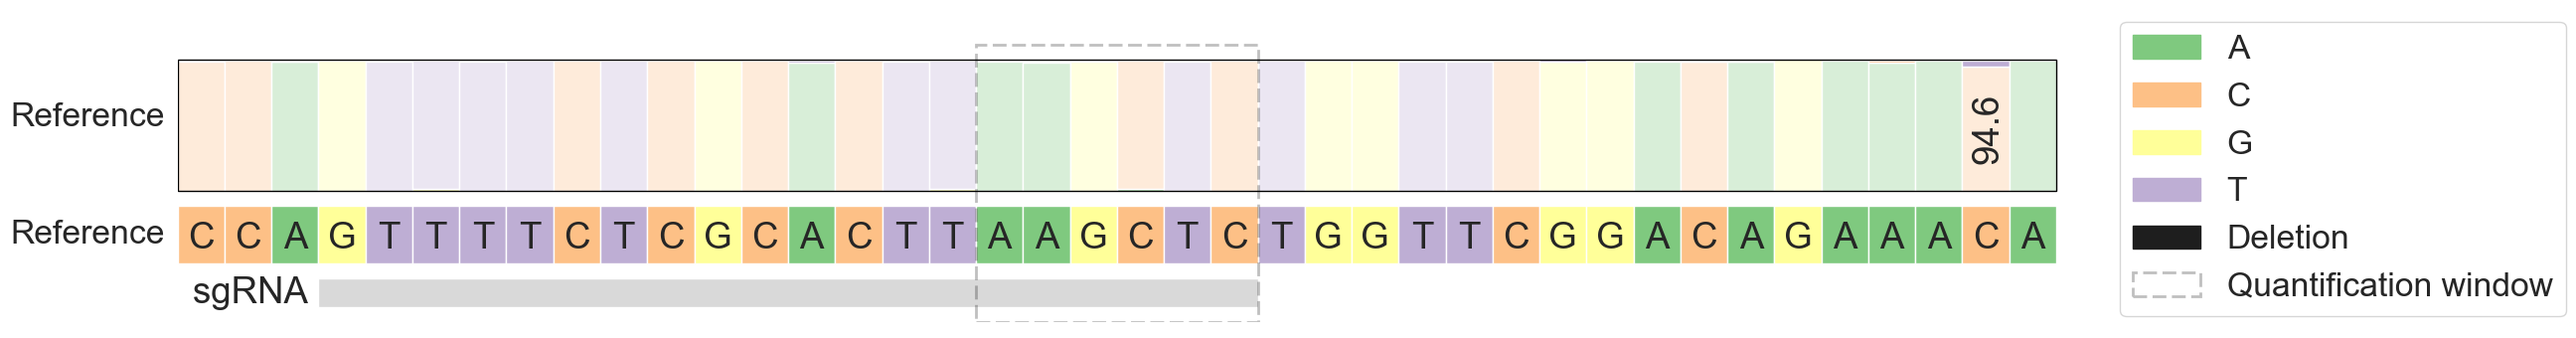 Reference 94.6
Reference C C A G T T T T C T C G C A C T T A A G C T C T G G T T C G G A C A G A A A C A
sgRNA
A
C
G
T
Deletion
Quantification window